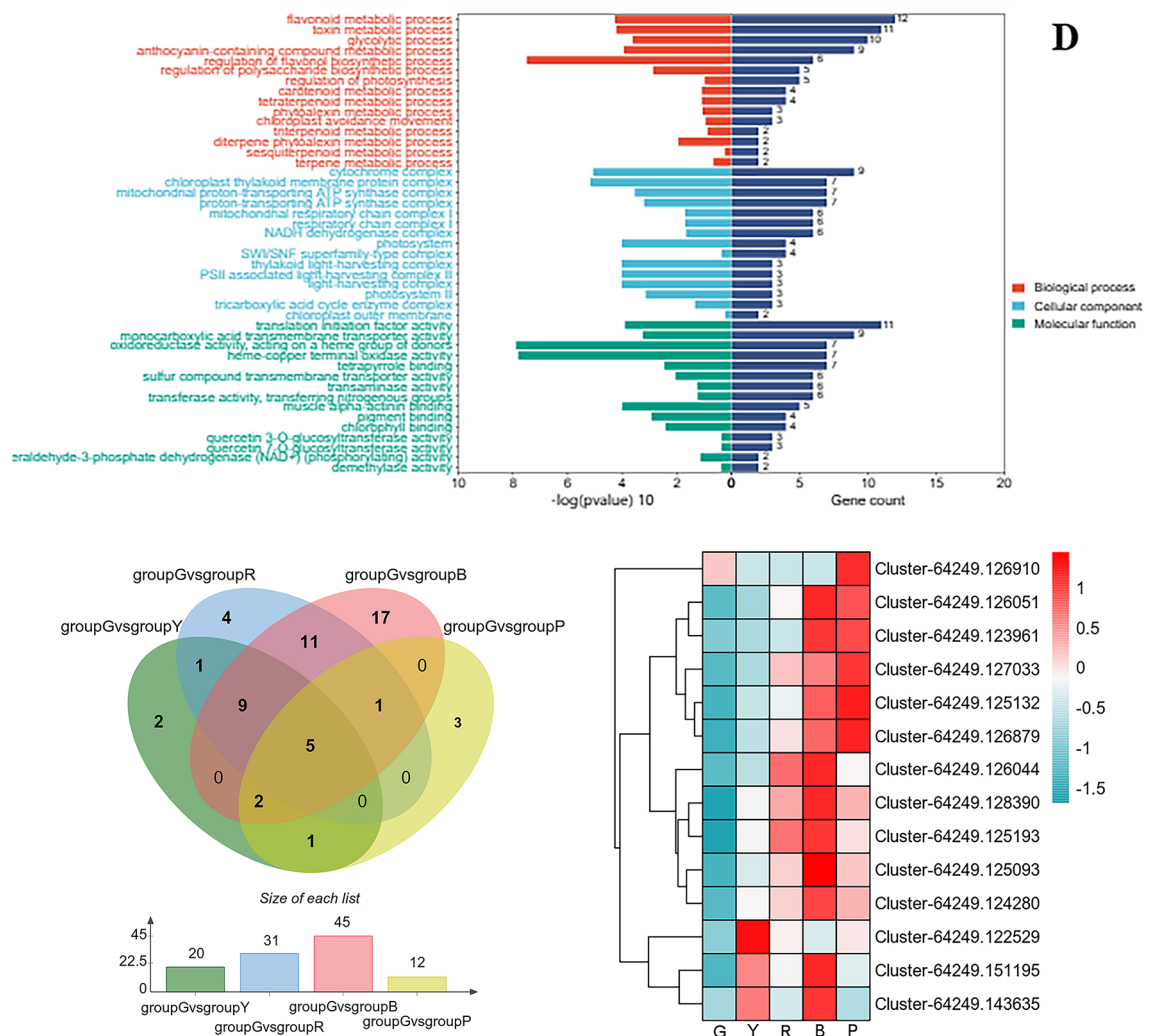 D
flavonoid metabolic process 12
toxin metabolic process 11
glycolytic process 10
anthocyanin-containing compound metabolic process 9
regulation of flavonol biosynthetic process 6
regulation of polysaccharide biosynthetic process 5
regulation of photosynthesis 5
carotenoid metabolic process 4
tetraterpenoid metabolic process 4
phytoalexin metabolic process 3
chloroplast avoidance movement 3
triterpenoid metabolic process 2
diterpene phytoalexin metabolic process 2
sesquiterpenoid metabolic process 2
terpene metabolic process 2
cytochrome complex 9
chloroplast thylakoid membrane protein complex 7
mitochondrial proton-transporting ATP synthase complex 7
proton-transporting ATP synthase complex 7
mitochondrial respiratory chain complex I 6
respiratory chain complex I 6
NADH dehydrogenase complex 6
photosystem 4
SWI/SNF superfamily-type complex 4
thylakoid light-harvesting complex 3
PSII associated light-harvesting complex II 3
light-harvesting complex 3
photosystem II 3
tricarboxylic acid cycle enzyme complex 3
chloroplast outer membrane 2
translation initiation factor activity 11
monocarboxylic acid transmembrane transporter activity 9
oxidoreductase activity, acting on a heme group of donors 7
heme-copper terminal oxidase activity 7
tetrapyrrole binding 7
sulfur compound transmembrane transporter activity 6
transaminase activity 6
transferase activity, transferring nitrogenous groups 6
muscle alpha-actinin binding 5
pigment binding 4
chlorophyll binding 4
quercetin 3-O-glucosyltransferase activity 3
quercetin 7-O-glucosyltransferase activity 3
eraldehyde-3-phosphate dehydrogenase (NAD+) (phosphorylating) activity 2
demethylase activity 2
10 8 6 4 2 0 5 10 15 20
-log(pvalue) 10 Gene count
Biological process
Cellular component
Molecular function
groupGvsgroupR groupGvsgroupB
groupGvsgroupY groupGvsgroupP
4 17
11
1 0
9 1
2 3
5
0 0
2 0
1
Size of each list
45
22.5
0
20 31 45 12
groupGvsgroupY groupGvsgroupB
groupGvsgroupR groupGvsgroupP
Cluster-64249.126910
Cluster-64249.126051
Cluster-64249.123961
Cluster-64249.127033
Cluster-64249.125132
Cluster-64249.126879
Cluster-64249.126044
Cluster-64249.128390
Cluster-64249.125193
Cluster-64249.125093
Cluster-64249.124280
Cluster-64249.122529
Cluster-64249.151195
Cluster-64249.143635
G Y R B P
1
0.5
0
-0.5
-1
-1.5